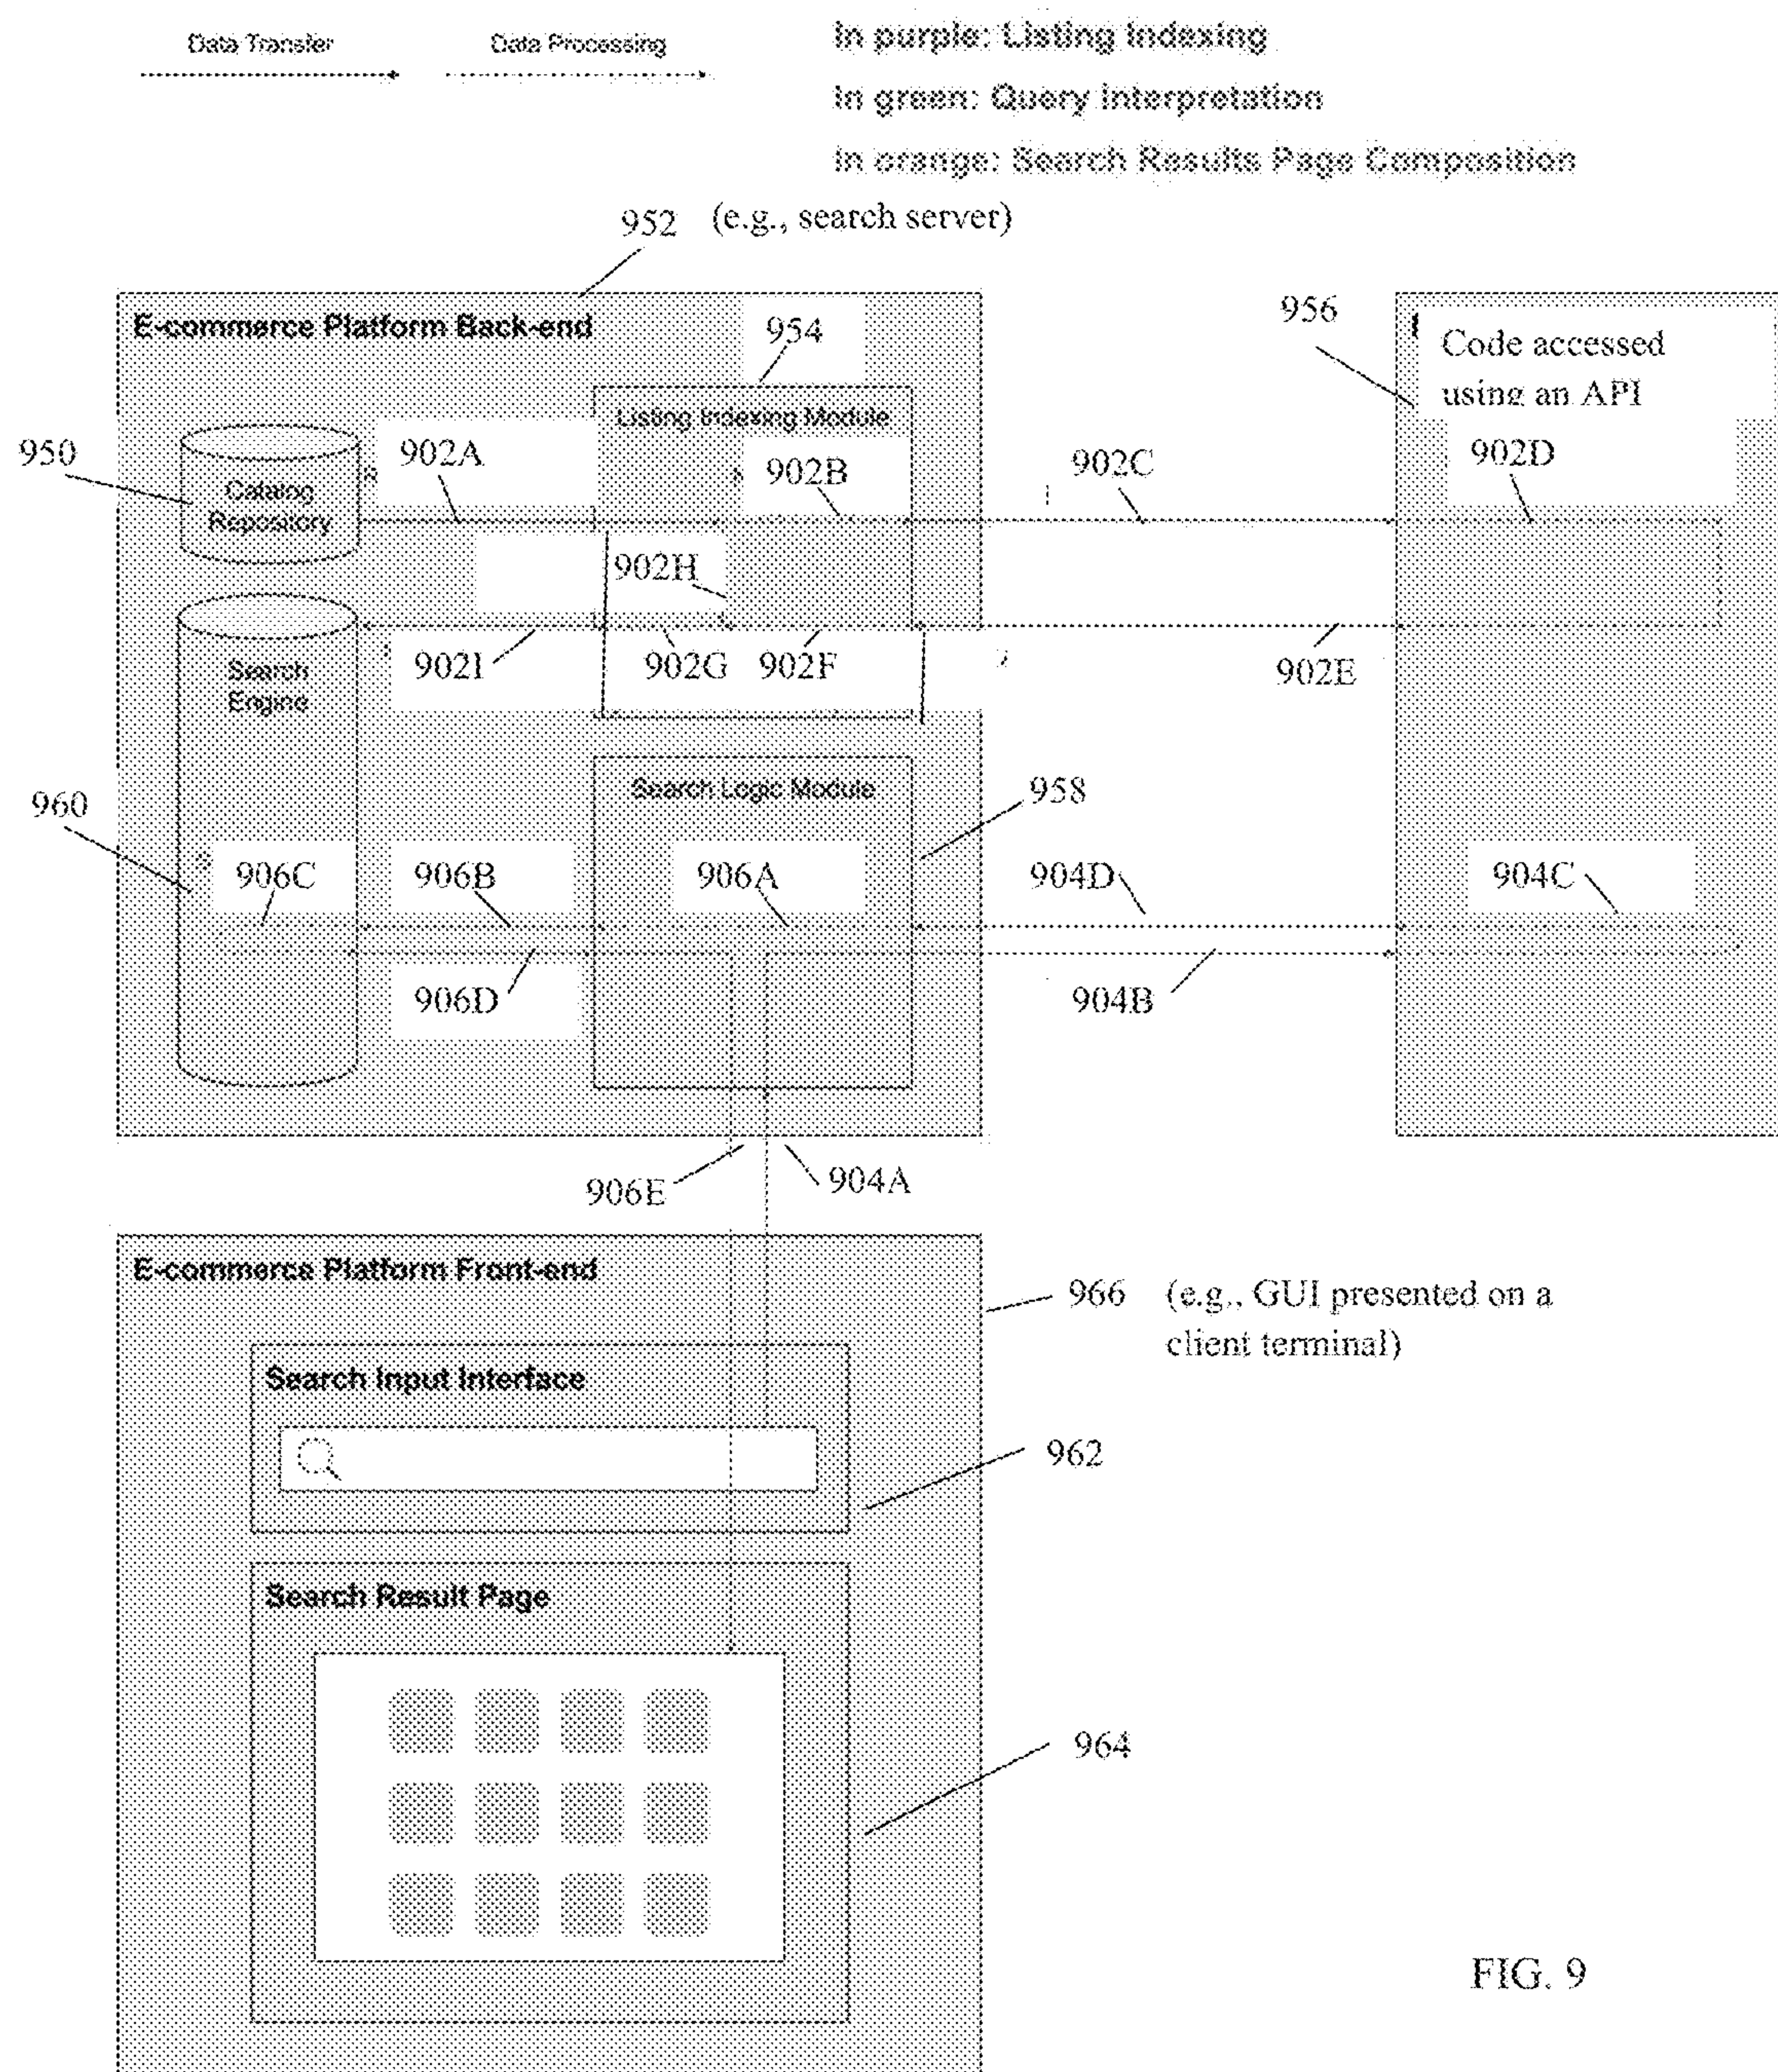 Data Transfer
Data Processing
In purple: Listing Indexing
In green: Query Interpretation
In orange: Search Results Page Composition
952 (e.g., search server)
E-commerce Platform Back-end
954
956
Code accessed
using an API
Listing Indexing Module
950
902A
902B
902C
902D
Catalog
Repository
902H
902I
902G
902F
902E
Search
Engine
Search Logic Module
958
960
906C
906B
906A
904D
904C
906D
904B
906E
904A
E-commerce Platform Front-end
966 (e.g., GUI presented on a
client terminal)
Search Input Interface
962
Search Result Page
964
FIG. 9